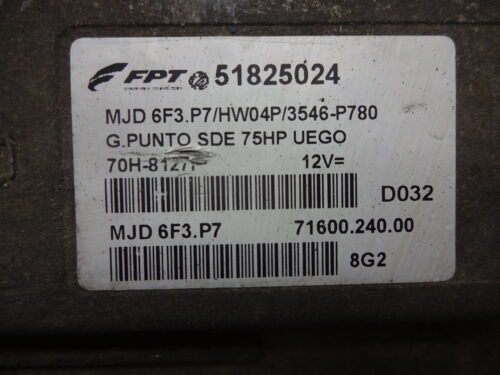 FPT 51825024
MJD 6F3.P7/HW04P/3546-P780
G.PUNTO SDE 75HP UEGO
12V=
D032
MJD 6F3.P7 71600.240.00
8G2